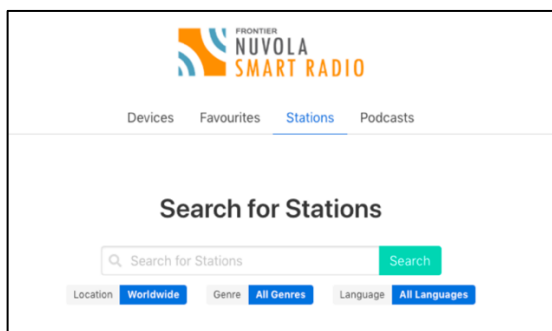 FRONTIER
NUVOLA
SMART RADIO
Devices Favourites Stations Podcasts
Search for Stations
Search for Stations Search
Location Worldwide Genre All Genres Language All Languages